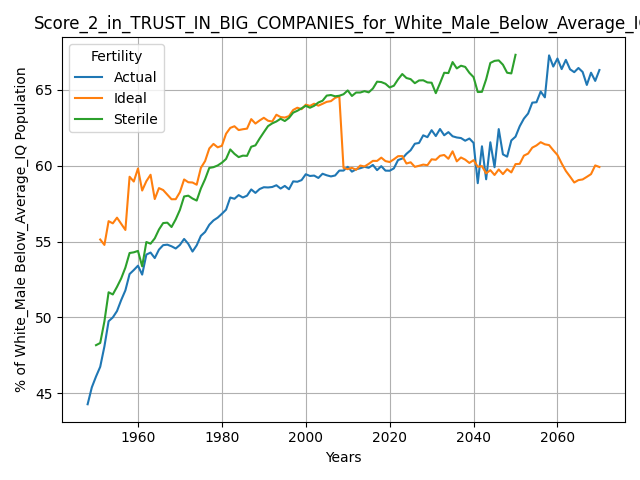 Score_2_in_TRUST_IN_BIG_COMPANIES_for_White_Male_Below_Average_IQ
Fertility
Actual
Ideal
Sterile
% of White_Male Below_Average_IQ Population
65
60
55
50
45
1960
1980
2000
2020
2040
2060
Years